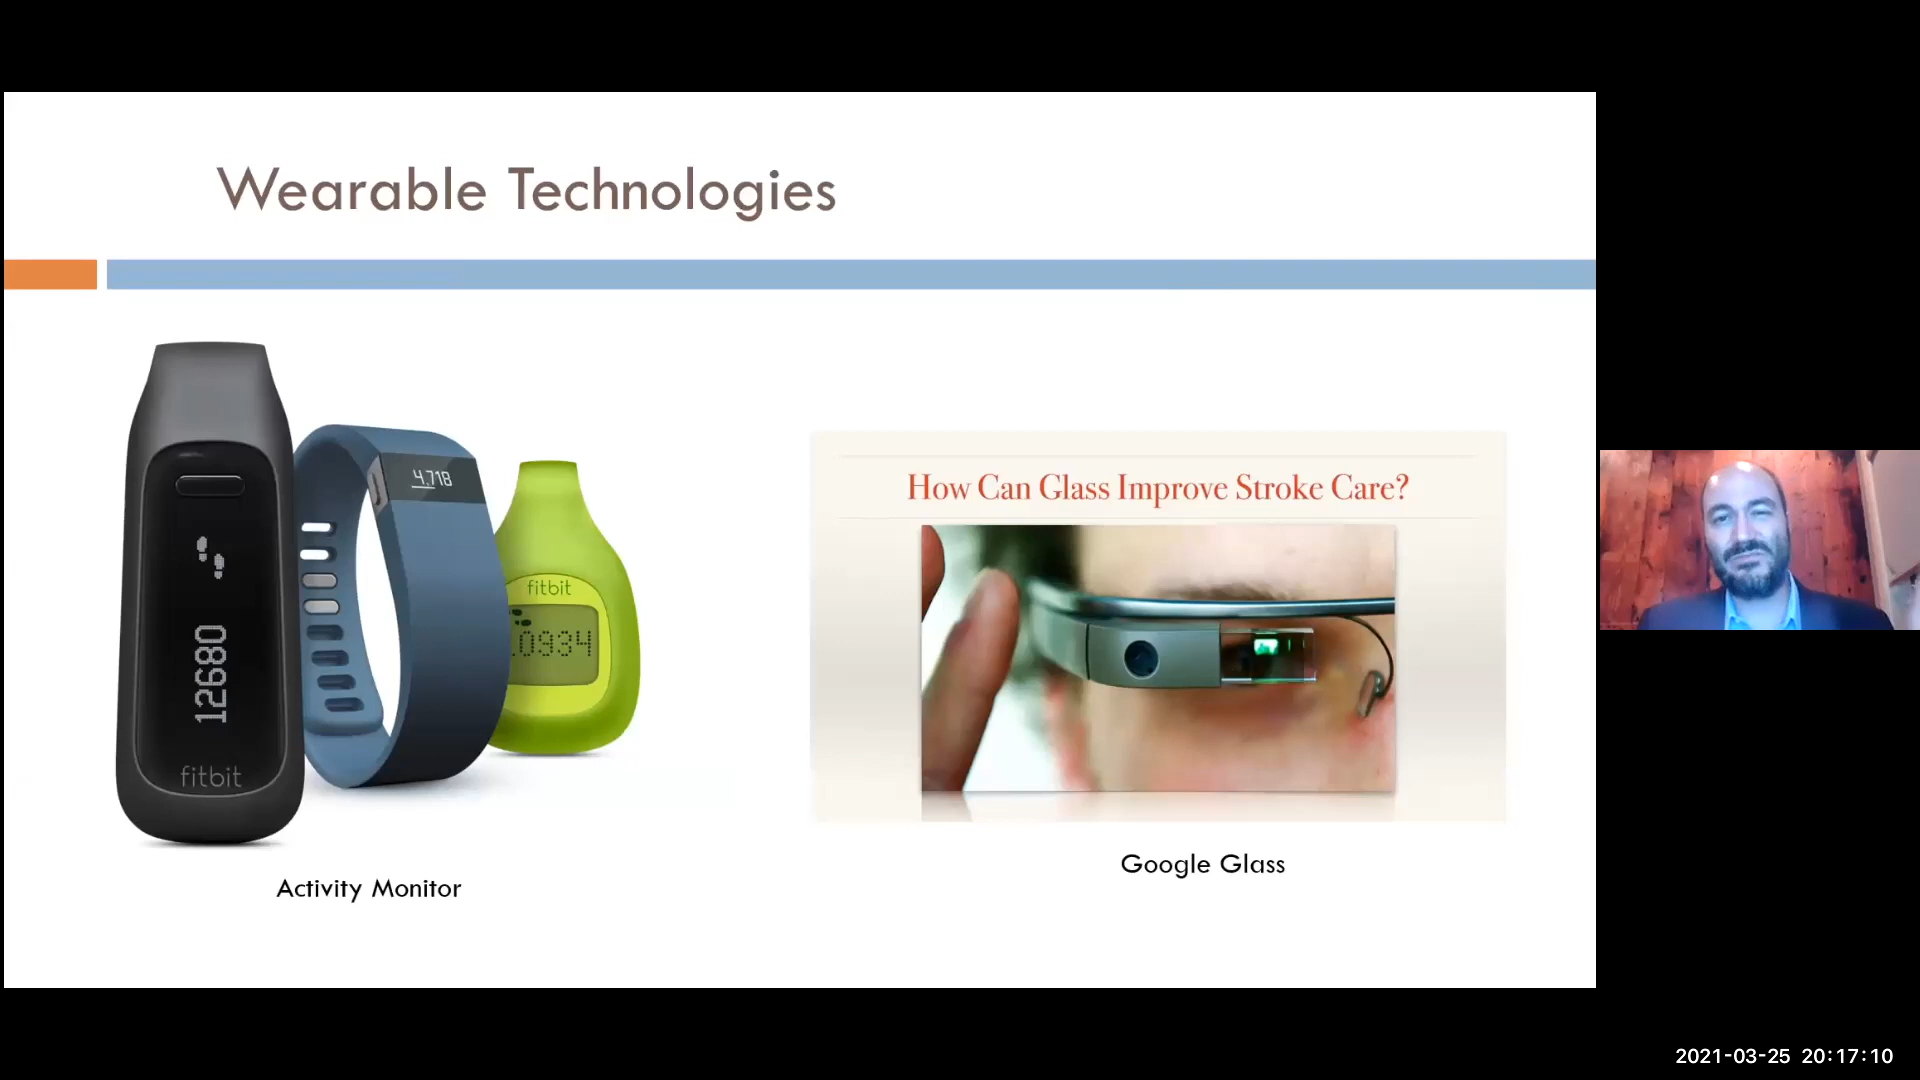 Wearable Technologies
12680
fitbit
4,718
fitbit
0934
How Can Glass Improve Stroke Care?
Activity Monitor
Google Glass
2021-03-25 20:17:10